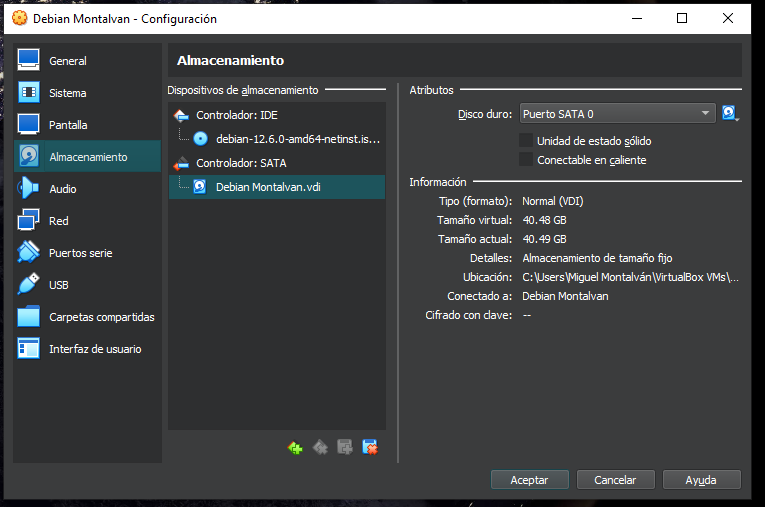 Debian Montalvan - Configuración
General
Sistema
Pantalla
Almacenamiento
Audio
Red
Puertos serie
USB
Carpetas compartidas
Interfaz de usuario
Almacenamiento
Dispositivos de almacenamiento
Controlador: IDE
debian-12.6.0-amd64-netinst.is...
Controlador: SATA
Debian Montalvan.vdi
Atributos
Disco duro: Puerto SATA 0
Unidad de estado sólido
Conectable en caliente
Información
Tipo (formato): Normal (VDI)
Tamaño virtual: 40.48 GB
Tamaño actual: 40.49 GB
Detalles: Almacenamiento de tamaño fijo
Ubicación: C:\Users\Miguel Montalván\VirtualBox VMs\...
Conectado a: Debian Montalvan
Cifrado con clave: --
Aceptar Cancelar Ayuda